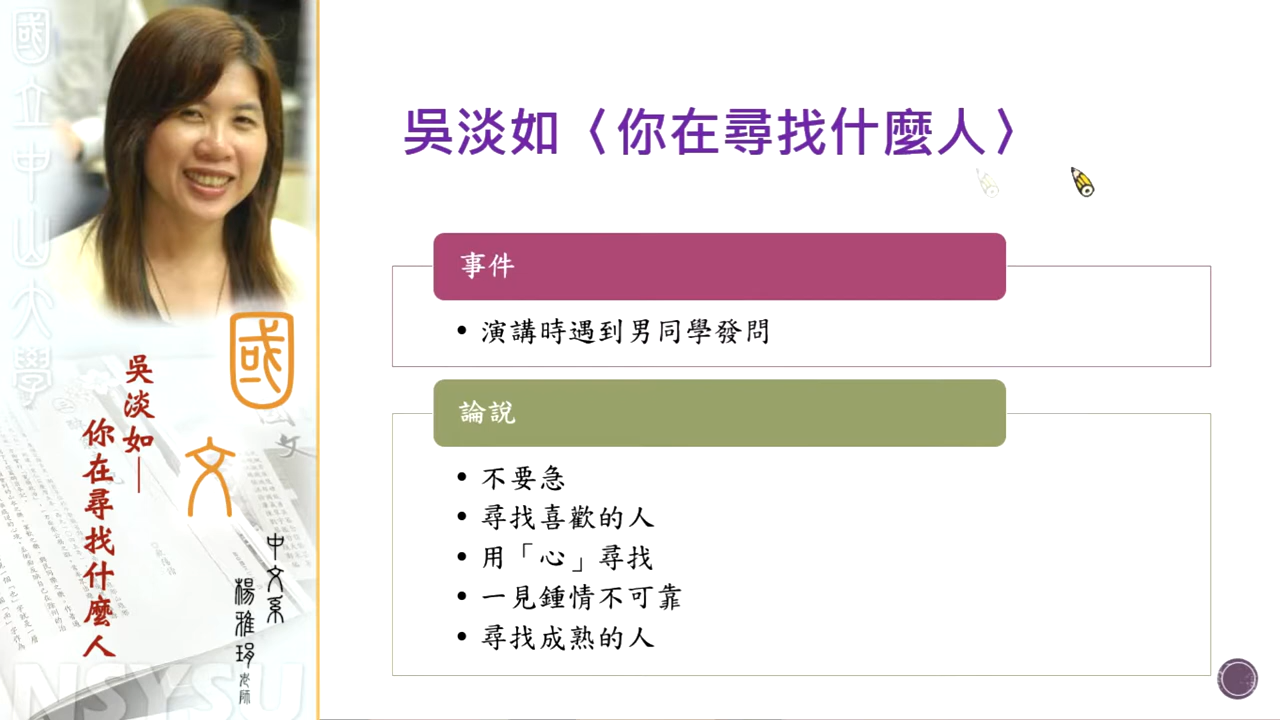 吳淡如〈你在尋找什麼人〉
事件
• 演講時遇到男同學發問
論說
• 不要急
• 尋找喜歡的人
• 用「心」尋找
• 一見鍾情不可靠
• 尋找成熟的人
國立中山大學
國文
吳淡如—
你在尋找什麼人
中文系
楊雅琄老師
NSYSU